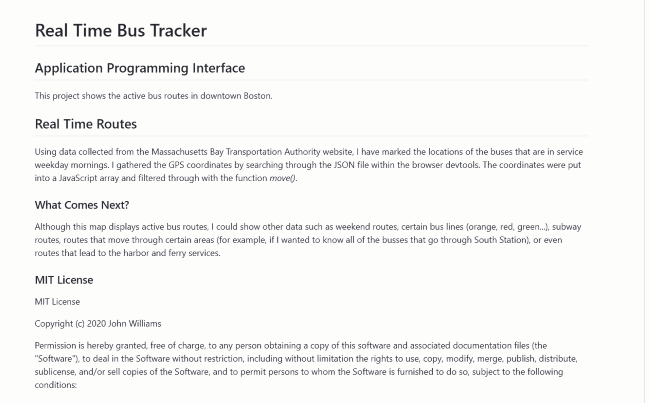 Real Time Bus Tracker
Application Programming Interface
This project shows the active bus routes in downtown Boston.
Real Time Routes
Using data collected from the Massachusetts Bay Transportation Authority website, I have marked the locations of the buses that are in service
weekday mornings. I gathered the GPS coordinates by searching through the JSON file within the browser devtools. The coordinates were put
into a JavaScript array and filtered through with the function move().
What Comes Next?
Although this map displays active bus routes, I could show other data such as weekend routes, certain bus lines (orange, red, green...), subway
routes, routes that move through certain areas (for example, if I wanted to know all of the busses that go through South Station), or even
routes that lead to the harbor and ferry services.
MIT License
MIT License
Copyright (c) 2020 John Williams
Permission is hereby granted, free of charge, to any person obtaining a copy of this software and associated documentation files (the
"Software"), to deal in the Software without restriction, including without limitation the rights to use, copy, modify, merge, publish, distribute,
sublicense, and/or sell copies of the Software, and to permit persons to whom the Software is furnished to do so, subject to the following
conditions: